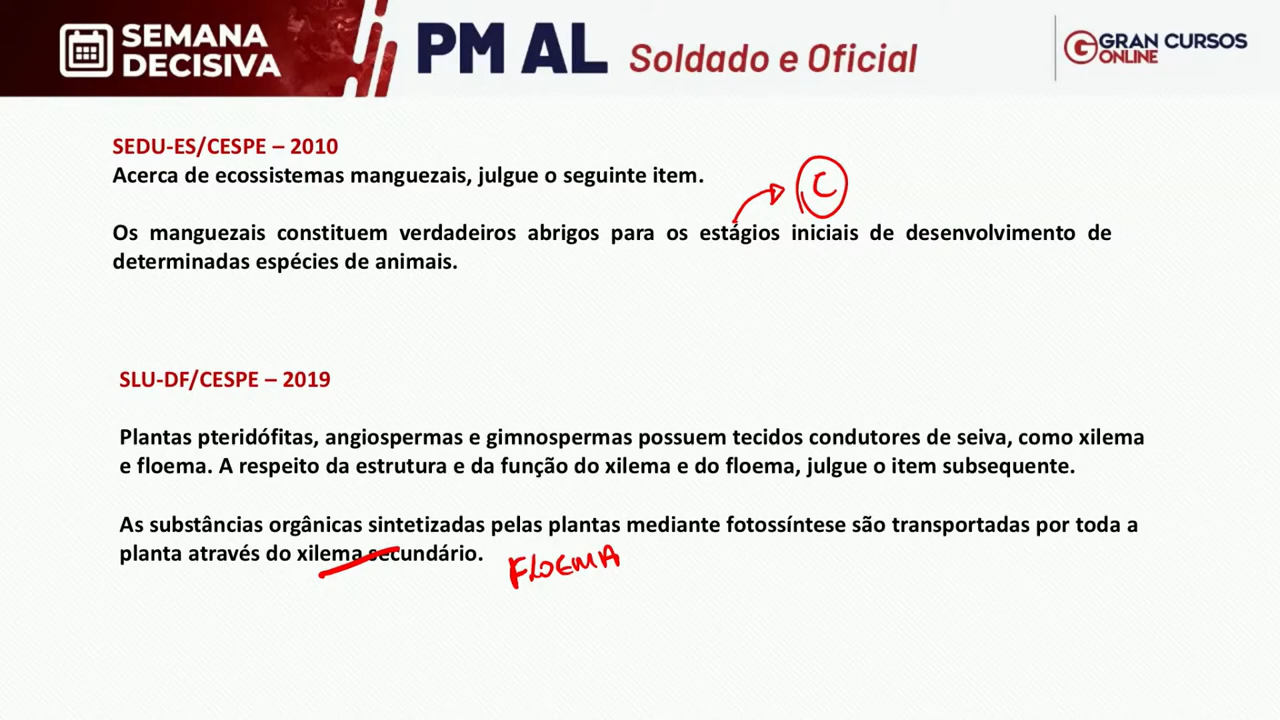 SEMANA
DECISIVA
PM AL Soldado e Oficial
GRAN CURSOS
ONLINE
SEDU-ES/CESPE – 2010
Acerca de ecossistemas manguezais, julgue o seguinte item.
C
Os manguezais constituem verdadeiros abrigos para os estágios iniciais de desenvolvimento de
determinadas espécies de animais.
SLU-DF/CESPE – 2019
Plantas pteridófitas, angiospermas e gimnospermas possuem tecidos condutores de seiva, como xilema
e floema. A respeito da estrutura e da função do xilema e do floema, julgue o item subsequente.
As substâncias orgânicas sintetizadas pelas plantas mediante fotossíntese são transportadas por toda a
planta através do xilema secundário.
FLOEMA